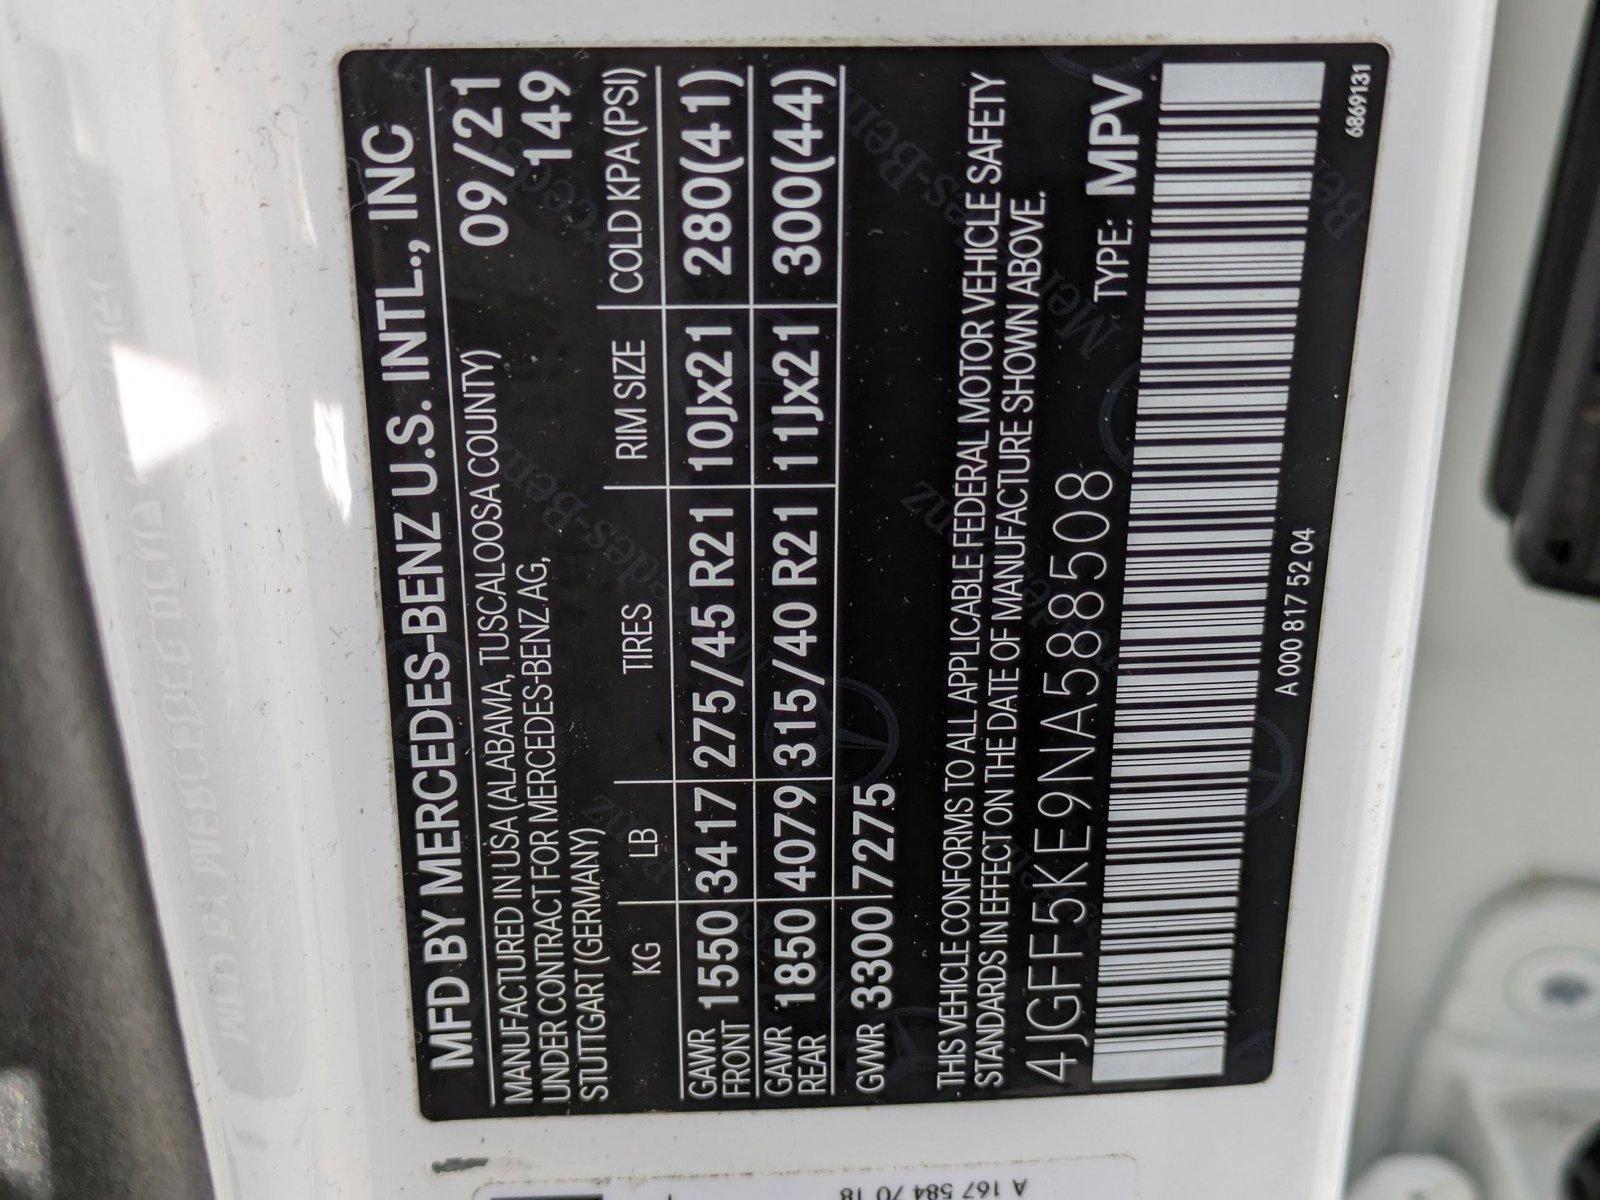 MFD BY MERCEDES-BENZ U.S. INTL., INC
MANUFACTURED IN USA (ALABAMA, TUSCALOOSA COUNTY) 09/21
UNDER CONTRACT FOR MERCEDES-BENZ AG, 149
STUTTGART (GERMANY)
KG LB TIRES RIM SIZE COLD KPA (PSI)
GAWR FRONT 1550 3417 275/45 R21 10Jx21 280(41)
GAWR REAR 1850 4079 315/40 R21 11Jx21 300(44)
GVWR 3300 7275
THIS VEHICLE CONFORMS TO ALL APPLICABLE FEDERAL MOTOR VEHICLE SAFETY
STANDARDS IN EFFECT ON THE DATE OF MANUFACTURE SHOWN ABOVE.
4JGFF5KE9NA588508 TYPE: MPV
A 000 817 52 04 6869131
A 167 584 70 18